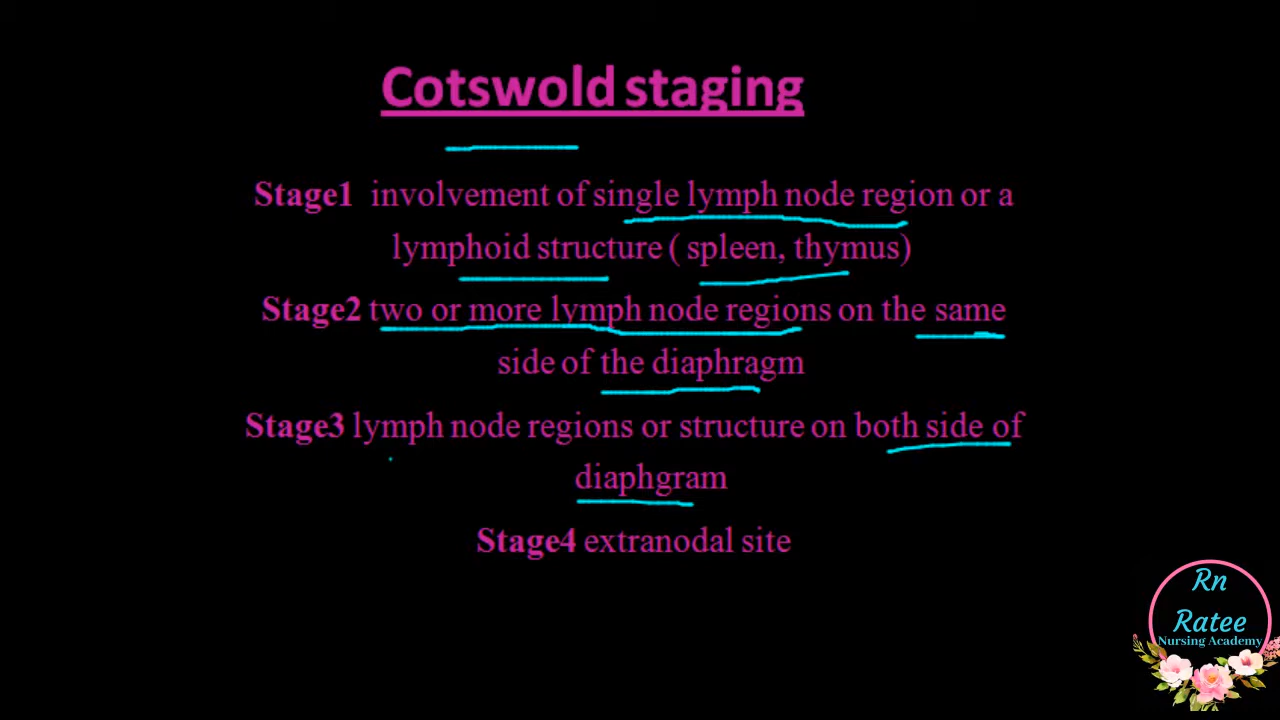 Cotswold staging
Stage1 involvement of single lymph node region or a
lymphoid structure ( spleen, thymus)
Stage2 two or more lymph node regions on the same
side of the diaphragm
Stage3 lymph node regions or structure on both side of
diaphgram
Stage4 extranodal site
Rn
Ratee
Nursing Academy